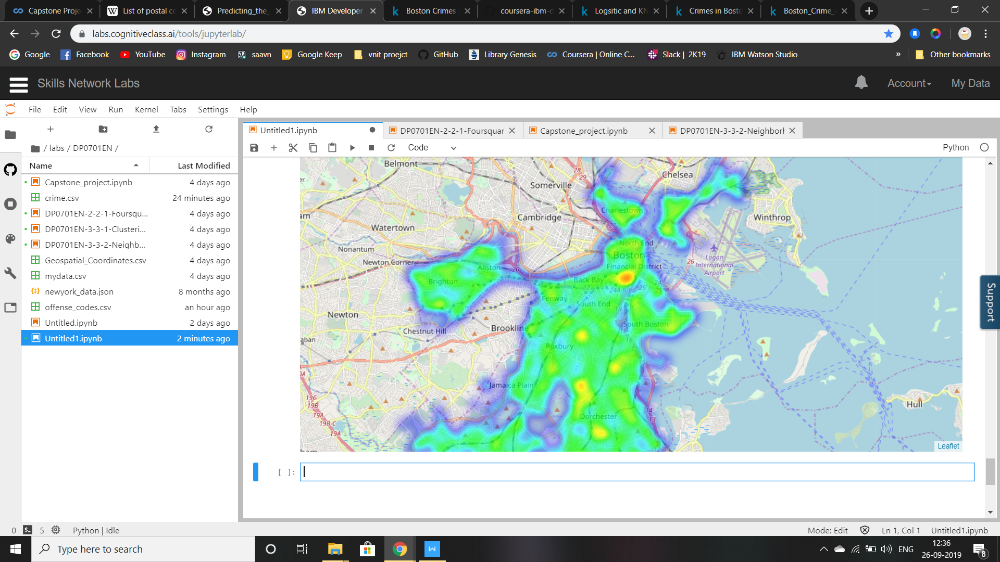 Capstone Proje
List of postal co
Predicting_the_
IBM Developer
Boston Crimes
coursera-ibm-d
Logsitic and KN
Crimes in Bosto
Boston_Crime_
labs.cognitiveclass.ai/tools/jupyterlab/
Google Facebook YouTube Instagram saavn Google Keep vnit proejct GitHub Library Genesis Coursera | Online C... Slack | 2K19 IBM Watson Studio » Other bookmarks
Skills Network Labs
Account
My Data
File Edit View Run Kernel Tabs Settings Help
Untitled1.ipynb
DP0701EN-2-2-1-Foursquar
Capstone_project.ipynb
DP0701EN-3-3-2-Neighborh
/ labs / DP0701EN /
Code
Python
Name Last Modified
Capstone_project.ipynb 4 days ago
crime.csv 24 minutes ago
DP0701EN-2-2-1-Foursqu... 4 days ago
DP0701EN-3-3-1-Clusteri... 4 days ago
DP0701EN-3-3-2-Neighb... 4 days ago
Geospatial_Coordinates.csv 4 days ago
mydata.csv 4 days ago
newyork_data.json 8 months ago
offense_codes.csv an hour ago
Untitled.ipynb 2 days ago
Untitled1.ipynb 2 minutes ago
Belmont
28
29
Somerville
Chelsea
Charlestown
Cambridge
Winthrop
Watertown
27
Nonantum
North End
Boston
Logan
International
Airport
26
Newton Corner
Allston
20
Financial District
Brighton
Back Bay
22
24A-B-C
25
24
25
Fenway
South End
18
Newton
Chestnut Hill
Brookline
South Boston
18
16
aban
Roxbury
15
15
Jamaica Plain
19C
19B
19A
19B-C
19A
Dorchester
14
13
Hull
ham
Leaflet
[ ]:
Support
0 5 Python | Idle
Mode: Edit Ln 1, Col 1 Untitled1.ipynb
Type here to search
ENG
12:36
26-09-2019
8